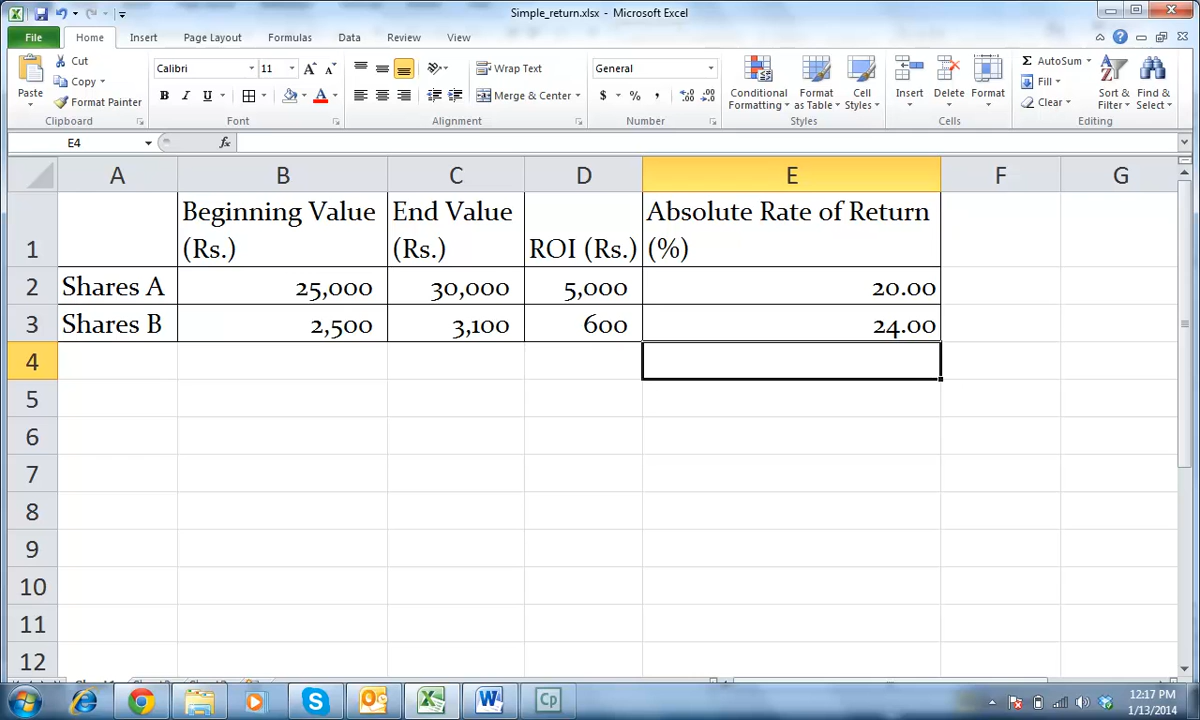 Simple_return.xlsx - Microsoft Excel
File Home Insert Page Layout Formulas Data Review View
Paste
Cut
Copy
Format Painter
Clipboard
Calibri 11
B I U
Font
Wrap Text
Merge & Center
Alignment
General
$ % ,
Number
Conditional Formatting
Format as Table
Cell Styles
Styles
Insert Delete Format
Cells
AutoSum
Fill
Clear
Sort & Filter
Find & Select
Editing
E4 fx
A B C D E F G
1 Beginning Value (Rs.) End Value (Rs.) ROI (Rs.) Absolute Rate of Return (%)
2 Shares A 25,000 30,000 5,000 20.00
3 Shares B 2,500 3,100 600 24.00
4
5
6
7
8
9
10
11
12
12:17 PM
1/13/2014